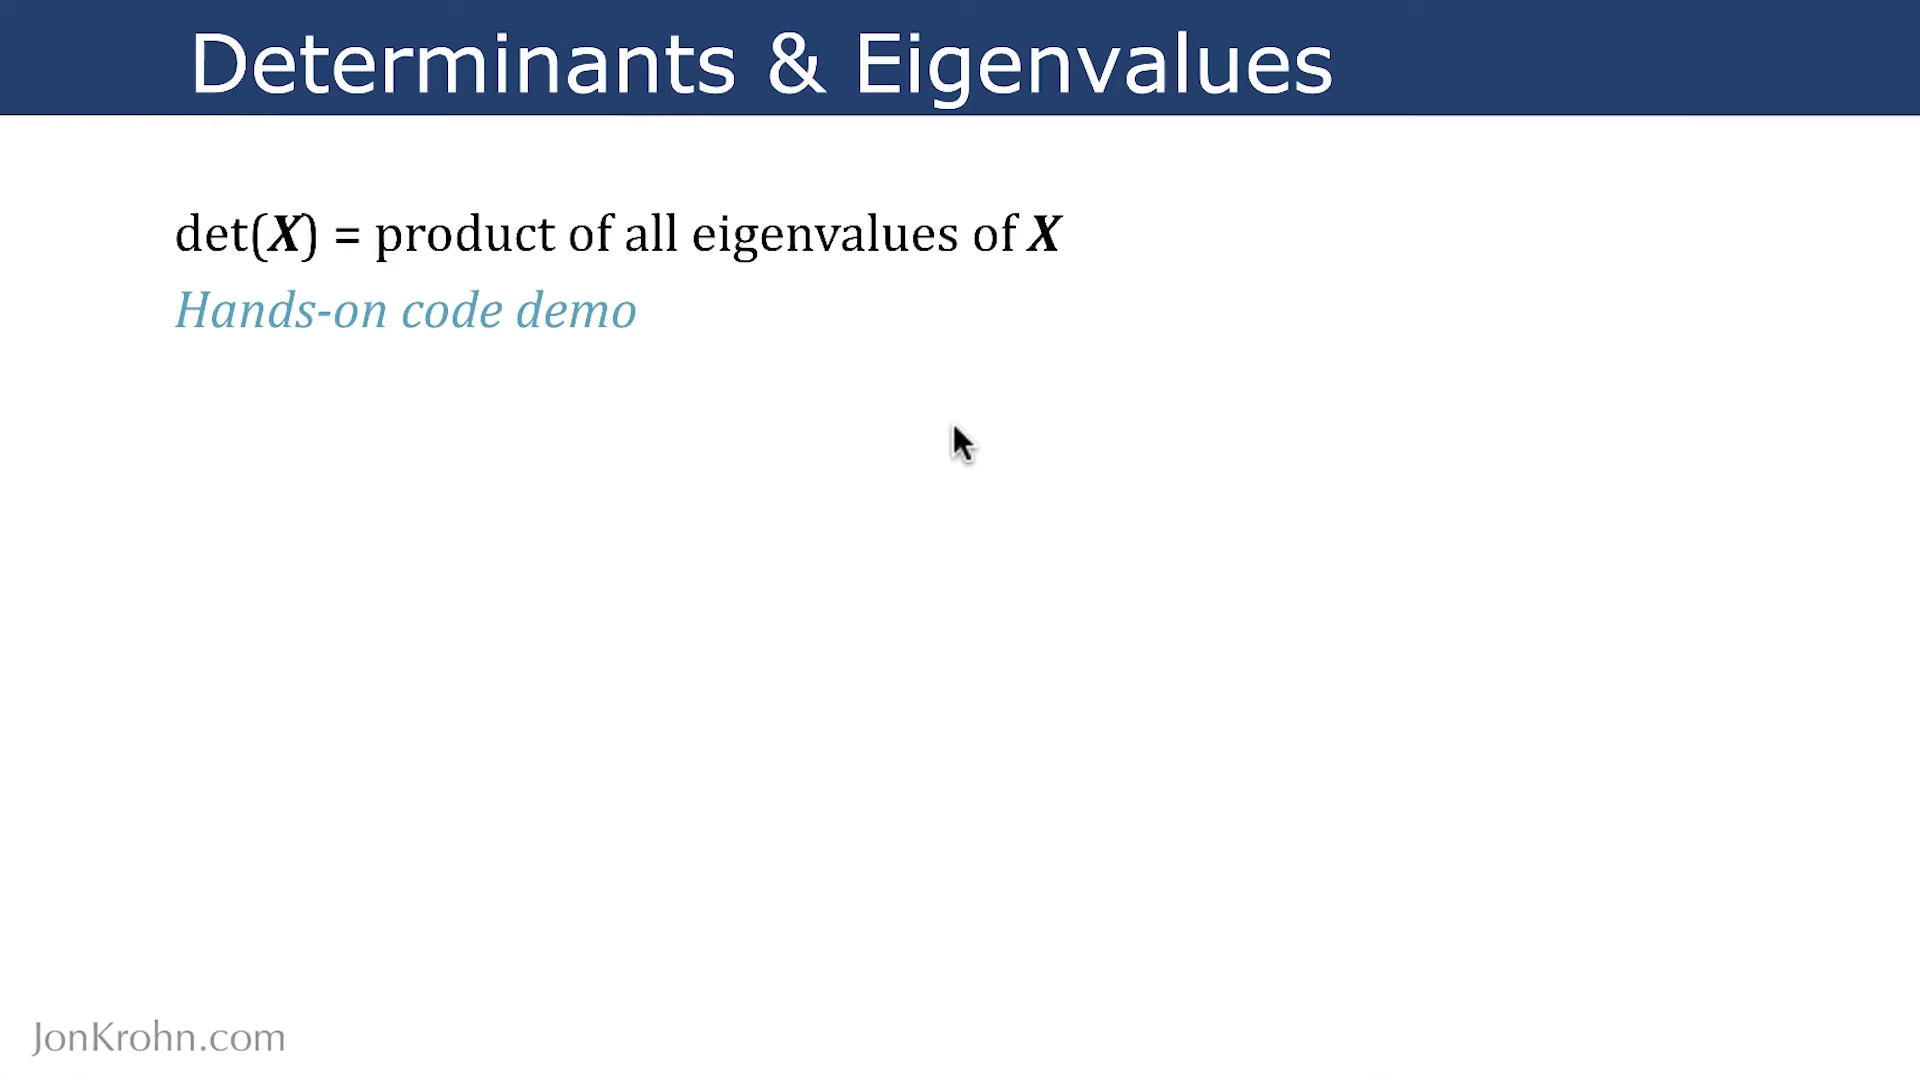 Determinants & Eigenvalues
det(X) = product of all eigenvalues of X
Hands-on code demo
JonKrohn.com